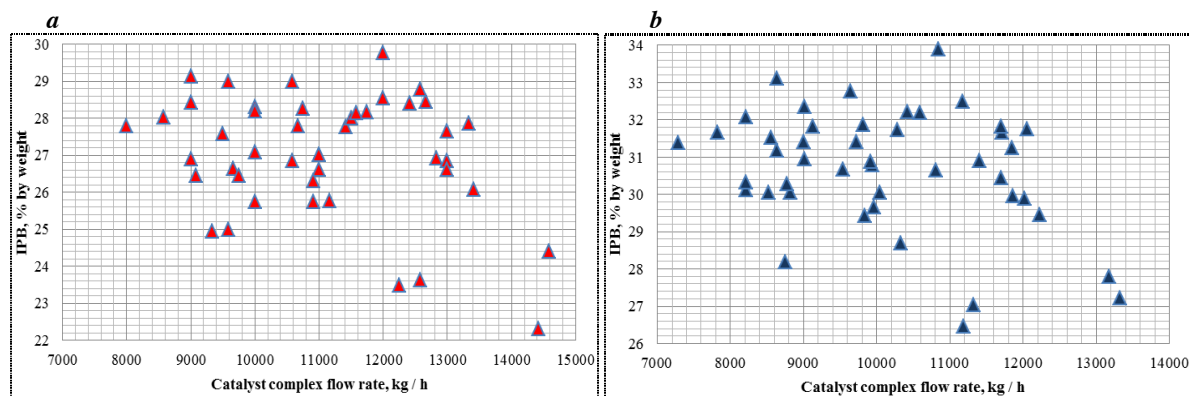 a
30
29
28
27
26
25
24
23
22
IPB, % by weight
7000 8000 9000 10000 11000 12000 13000 14000 15000
Catalyst complex flow rate, kg / h
b
34
33
32
31
30
29
28
27
26
IPB, % by weight
7000 8000 9000 10000 11000 12000 13000 14000
Catalyst complex flow rate, kg / h